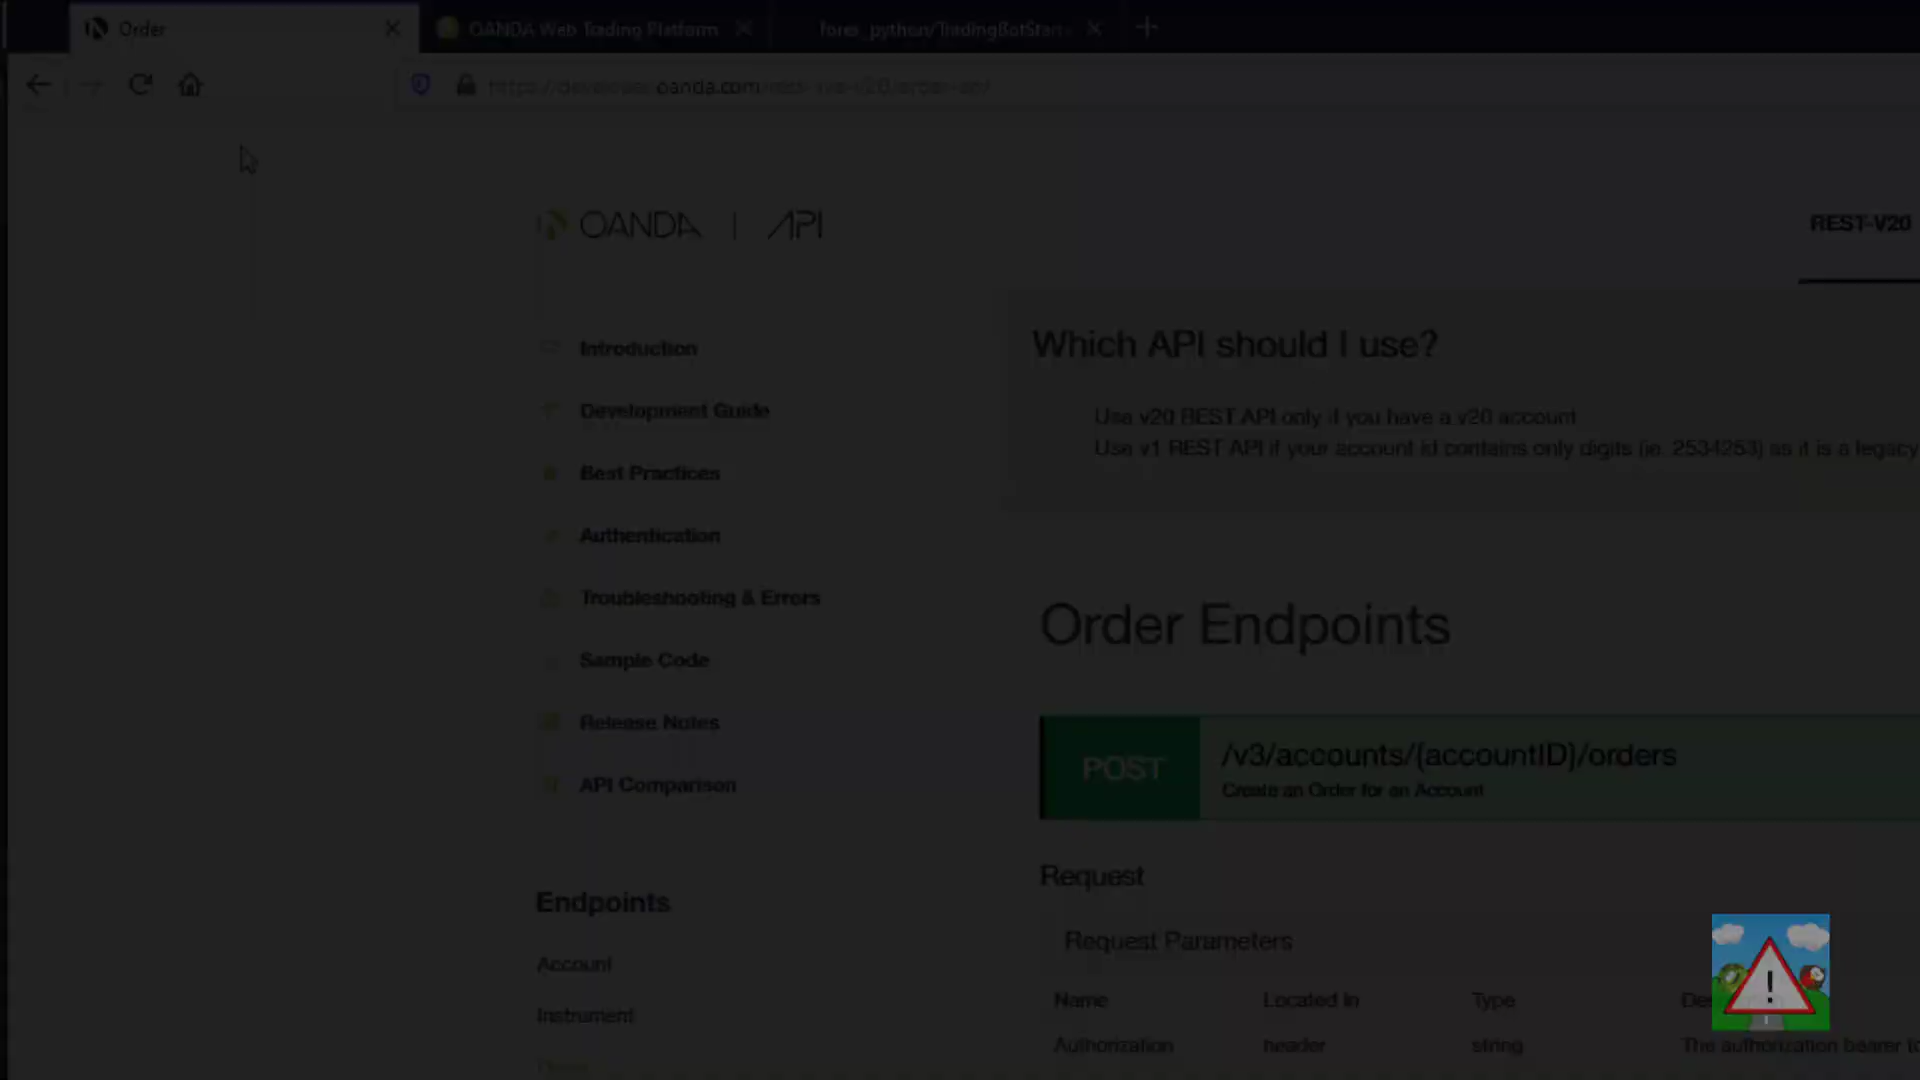 Order
OANDA Web Trading Platform
forex_python/TradingBotStart
https://developer.oanda.com/rest-live-v20/order-ep/
OANDA | API
REST-V20
Which API should I use?
Use v20 REST API only if you have a v20 account
Use v1 REST API if your account id contains only digits (ie. 2534253) as it is a legacy
Introduction
Development Guide
Best Practices
Authentication
Troubleshooting & Errors
Sample Code
Release Notes
API Comparison
Endpoints
Account
Instrument
Order
Order Endpoints
POST
/v3/accounts/{accountID}/orders
Create an Order for an Account
Request
Request Parameters
Name Located In Type
Authorization header string The authorization bearer